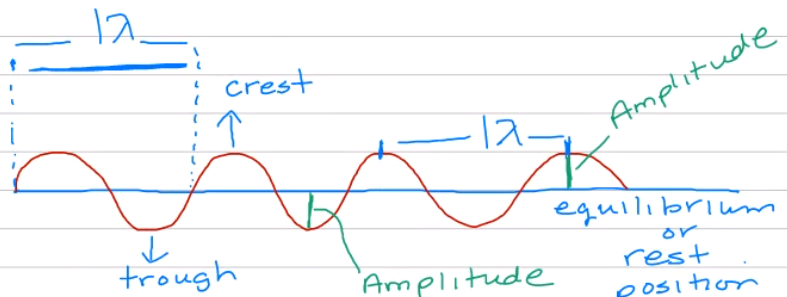 1λ
crest
1λ
Amplitude
trough
Amplitude
equilibrium
or
rest
position